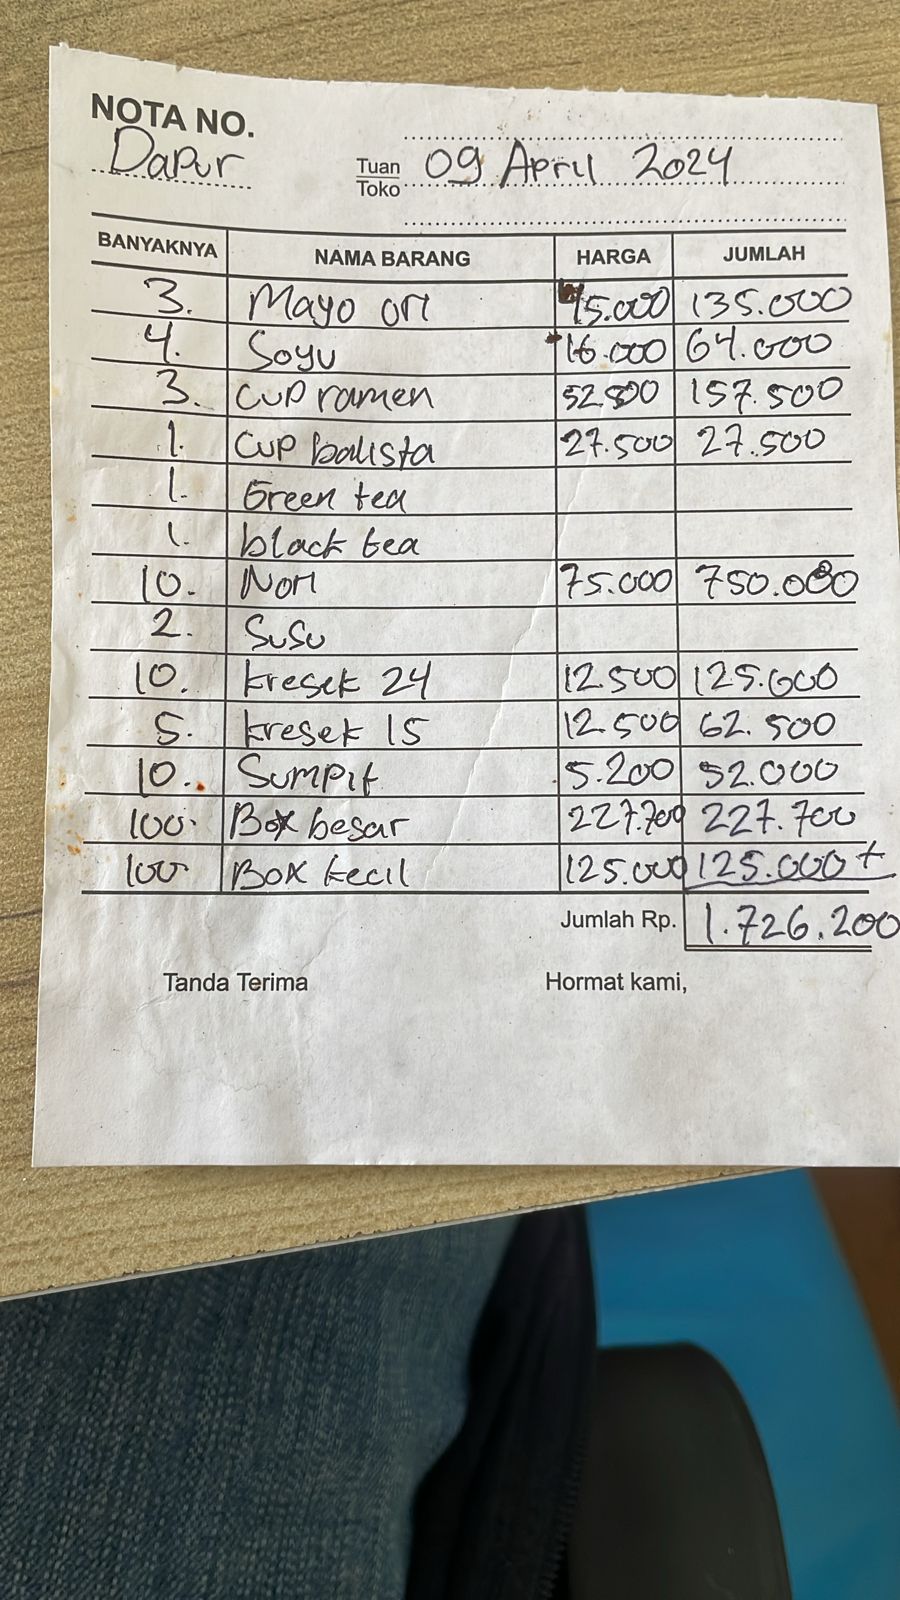 NOTA NO.
Dapur
Tuan
Toko
09 April 2024
BANYAKNYA NAMA BARANG HARGA JUMLAH
3. Mayo ori 45.000 135.000
4. Soyu 16.000 64.000
3. Cup ramen 52.500 157.500
1. Cup balista 27.500 27.500
1. Green tea
1. black tea
10. Nori 75.000 750.000
2. SuSu
10. kresek 24 12.500 125.000
5. kresek 15 12.500 62.500
10. Sumpit 5.200 52.000
100. Box besar 227.700 227.700
100 Box kecil 125.000 125.000 +
Jumlah Rp. 1.726.200
Tanda Terima Hormat kami,